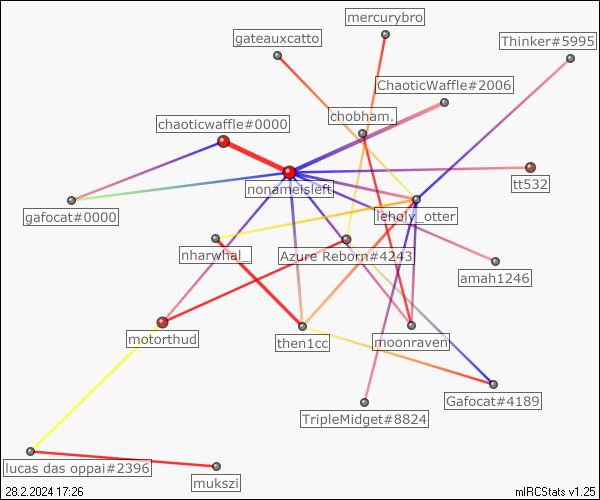 mercurybro
gateauxcatto
Thinker#5995
ChaoticWaffle#2006
chobham.
chaoticwaffle#0000
nonameisleft
tt532
gafocat#0000
leholy_otter
nharwhal_
Azure Reborn#4243
amah1246
motorthud
then1cc
moonraven
Gafocat#4189
TripleMidget#8824
lucas das oppai#2396
mukszi
28.2.2024 17:26
mIRCStats v1.25